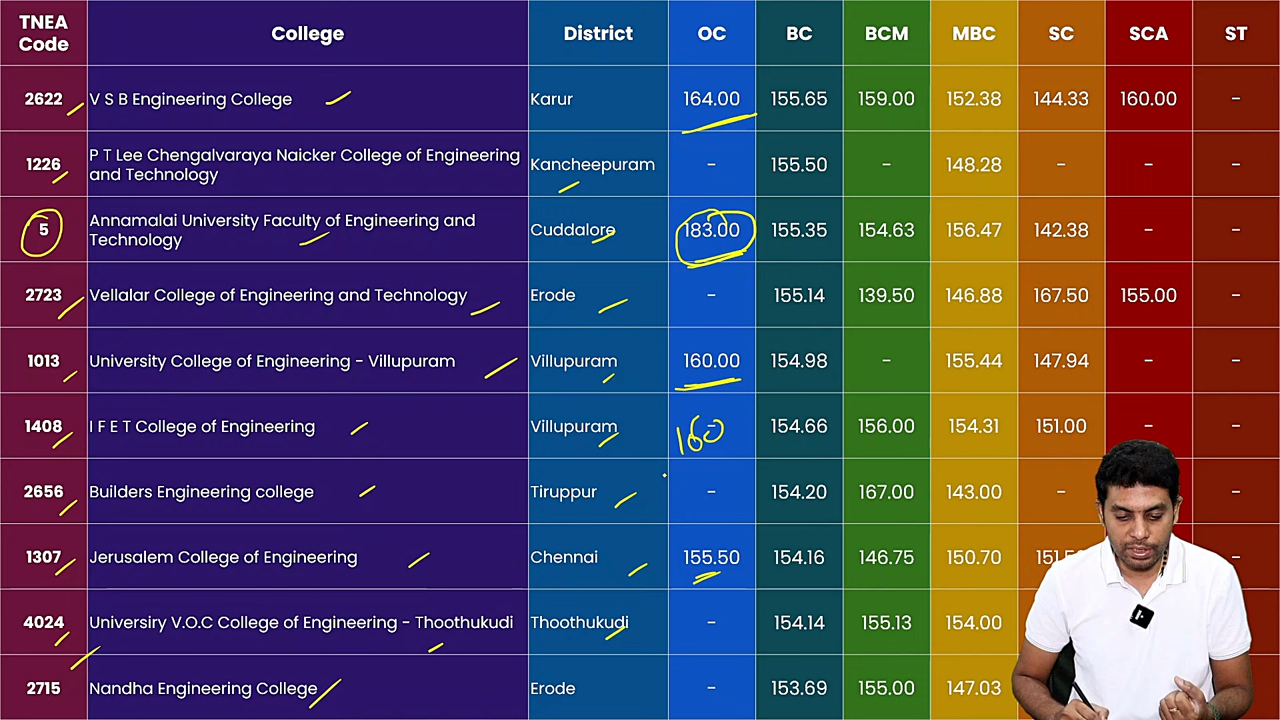 TNEA Code College District OC BC BCM MBC SC SCA ST
2622 V S B Engineering College Karur 164.00 155.65 159.00 152.38 144.33 160.00 -
1226 P T Lee Chengalvaraya Naicker College of Engineering and Technology Kancheepuram - 155.50 - 148.28 - - -
5 Annamalai University Faculty of Engineering and Technology Cuddalore 183.00 155.35 154.63 156.47 142.38 - -
2723 Vellalar College of Engineering and Technology Erode - 155.14 139.50 146.88 167.50 155.00 -
1013 University College of Engineering - Villupuram Villupuram 160.00 154.98 - 155.44 147.94 - -
1408 I F E T College of Engineering Villupuram - 160 154.66 156.00 154.31 151.00 - -
2656 Builders Engineering college Tiruppur - 154.20 167.00 143.00 - -
1307 Jerusalem College of Engineering Chennai 155.50 154.16 146.75 150.70 -
4024 Universiry V.O.C College of Engineering - Thoothukudi Thoothukudi - 154.14 155.13 154.00 -
2715 Nandha Engineering College Erode - 153.69 155.00 147.03 -